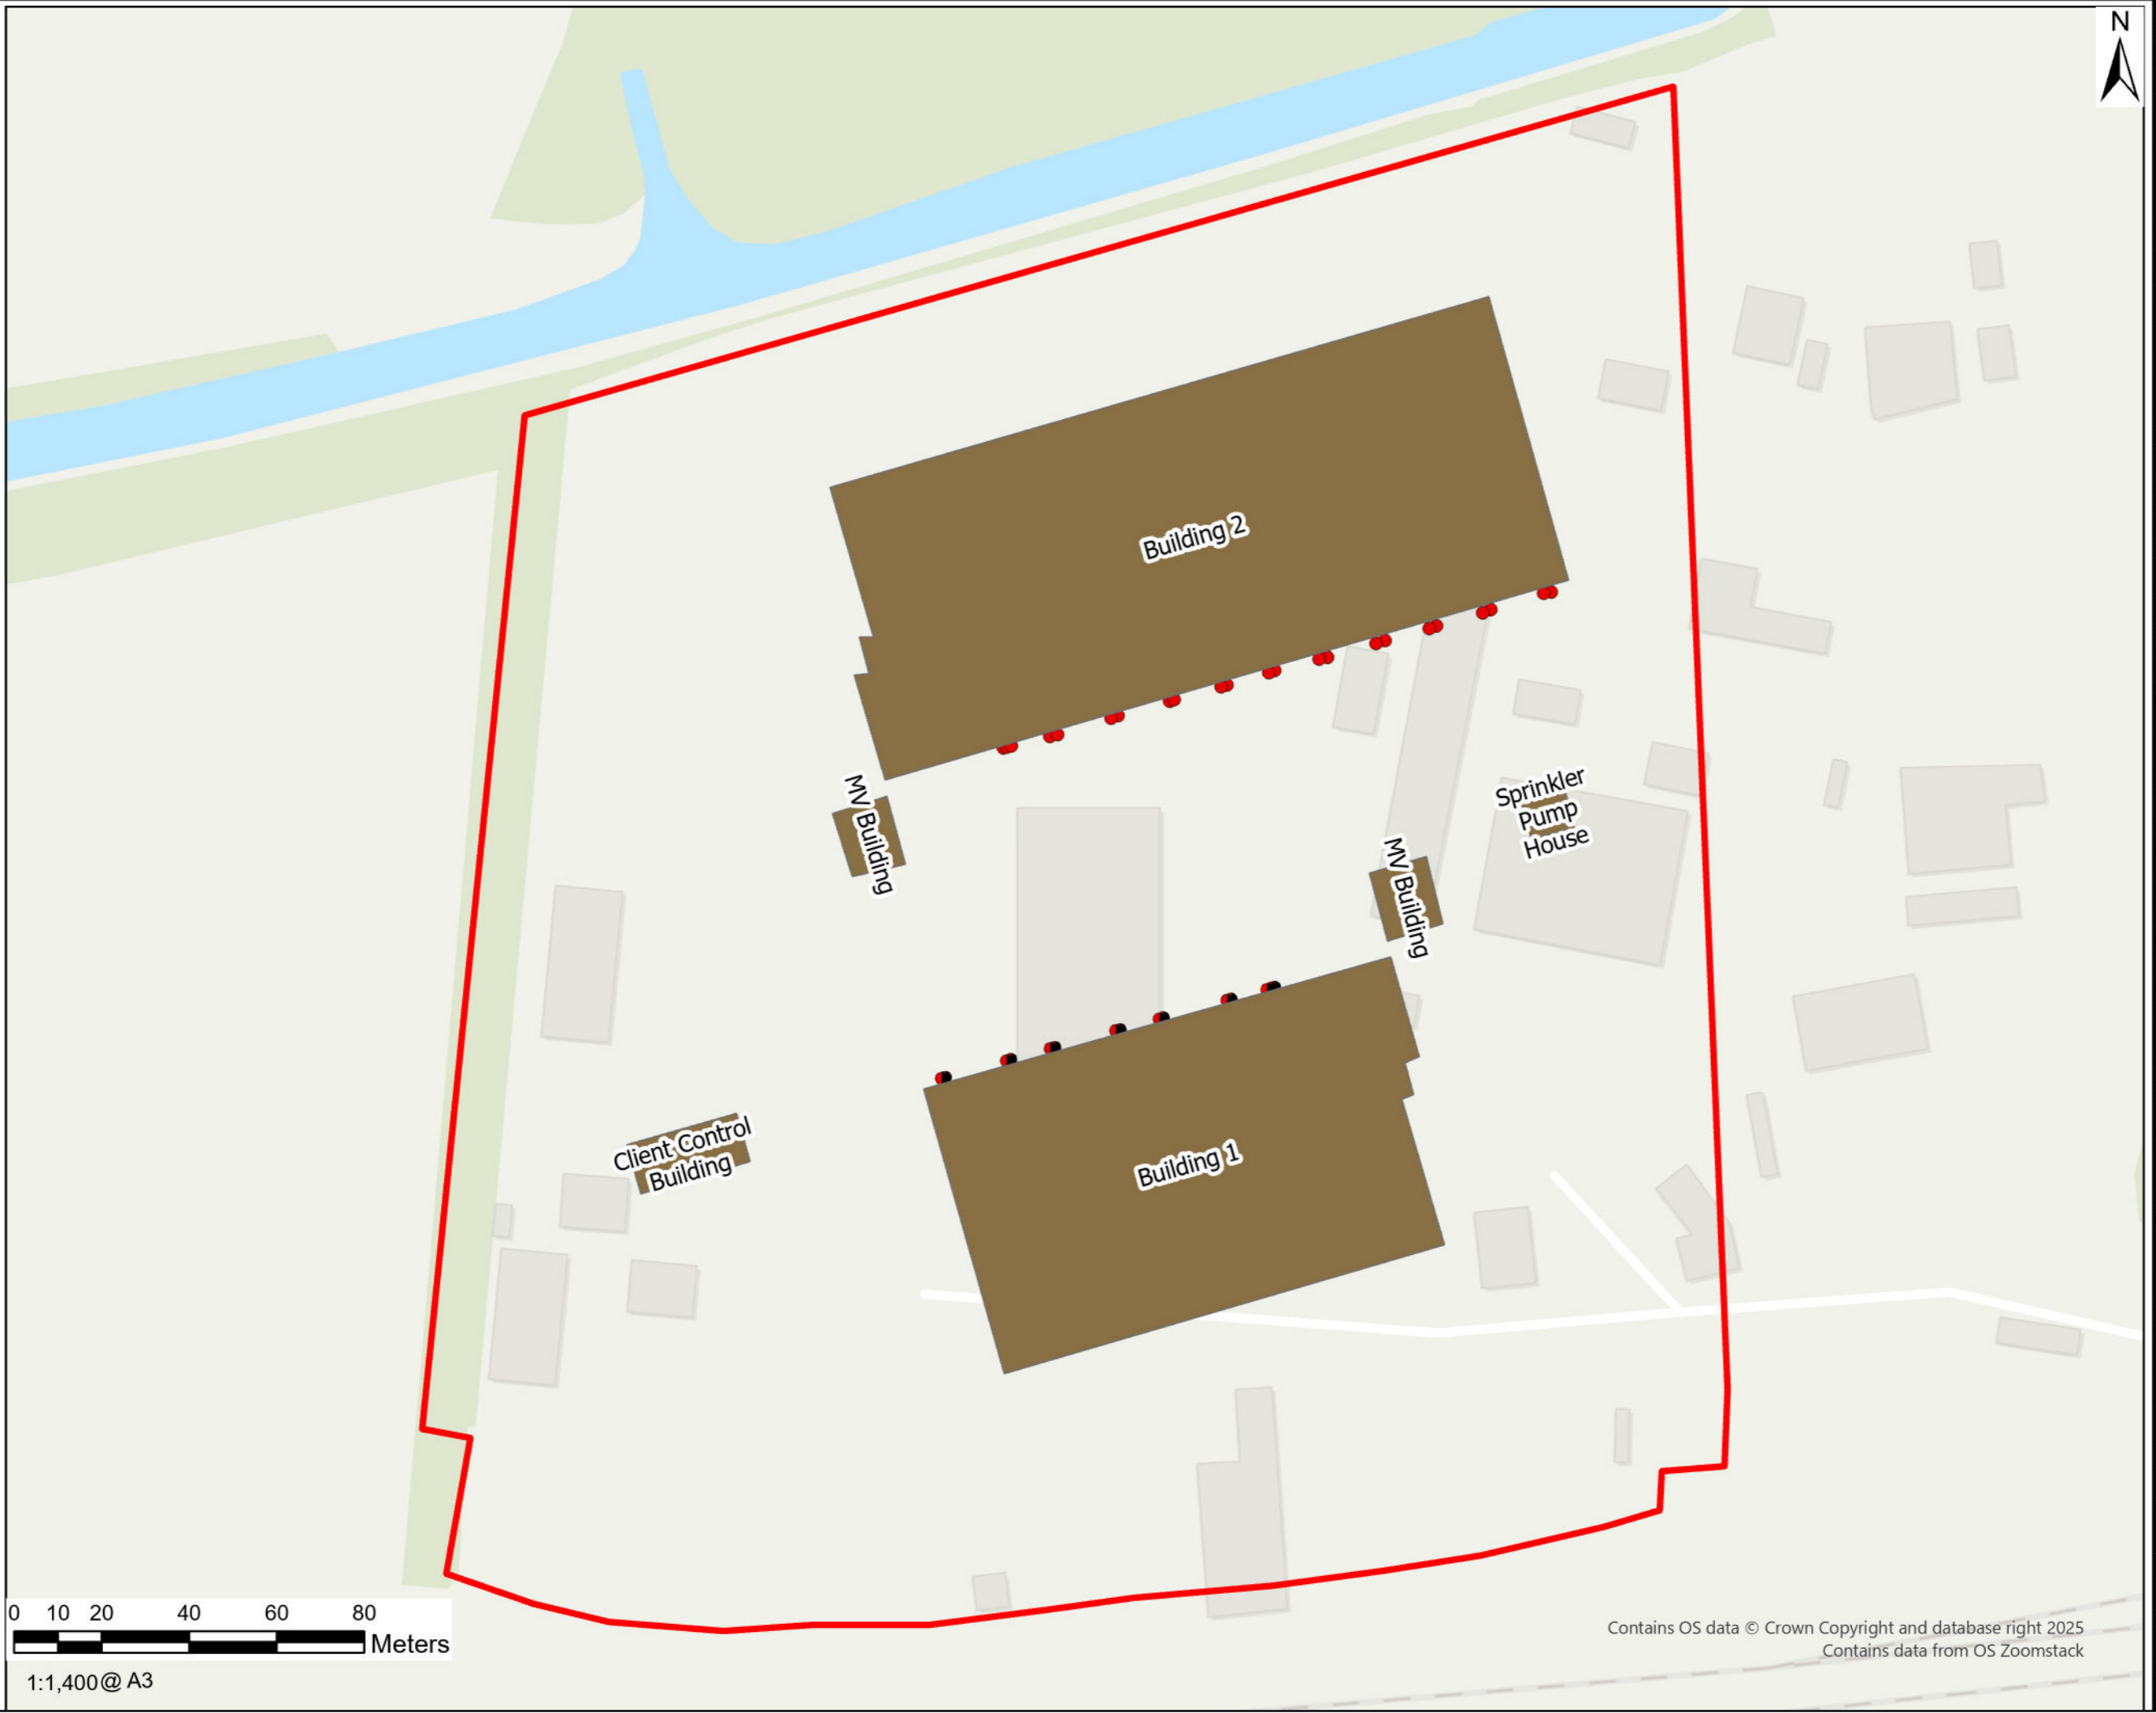 N
Building 2
MV Building
Sprinkler
Pump
House
MV Building
Client Control
Building
Building 1
0 10 20 40 60 80
Meters
1:1,400@ A3
Contains OS data © Crown Copyright and database right 2025
Contains data from OS Zoomstack